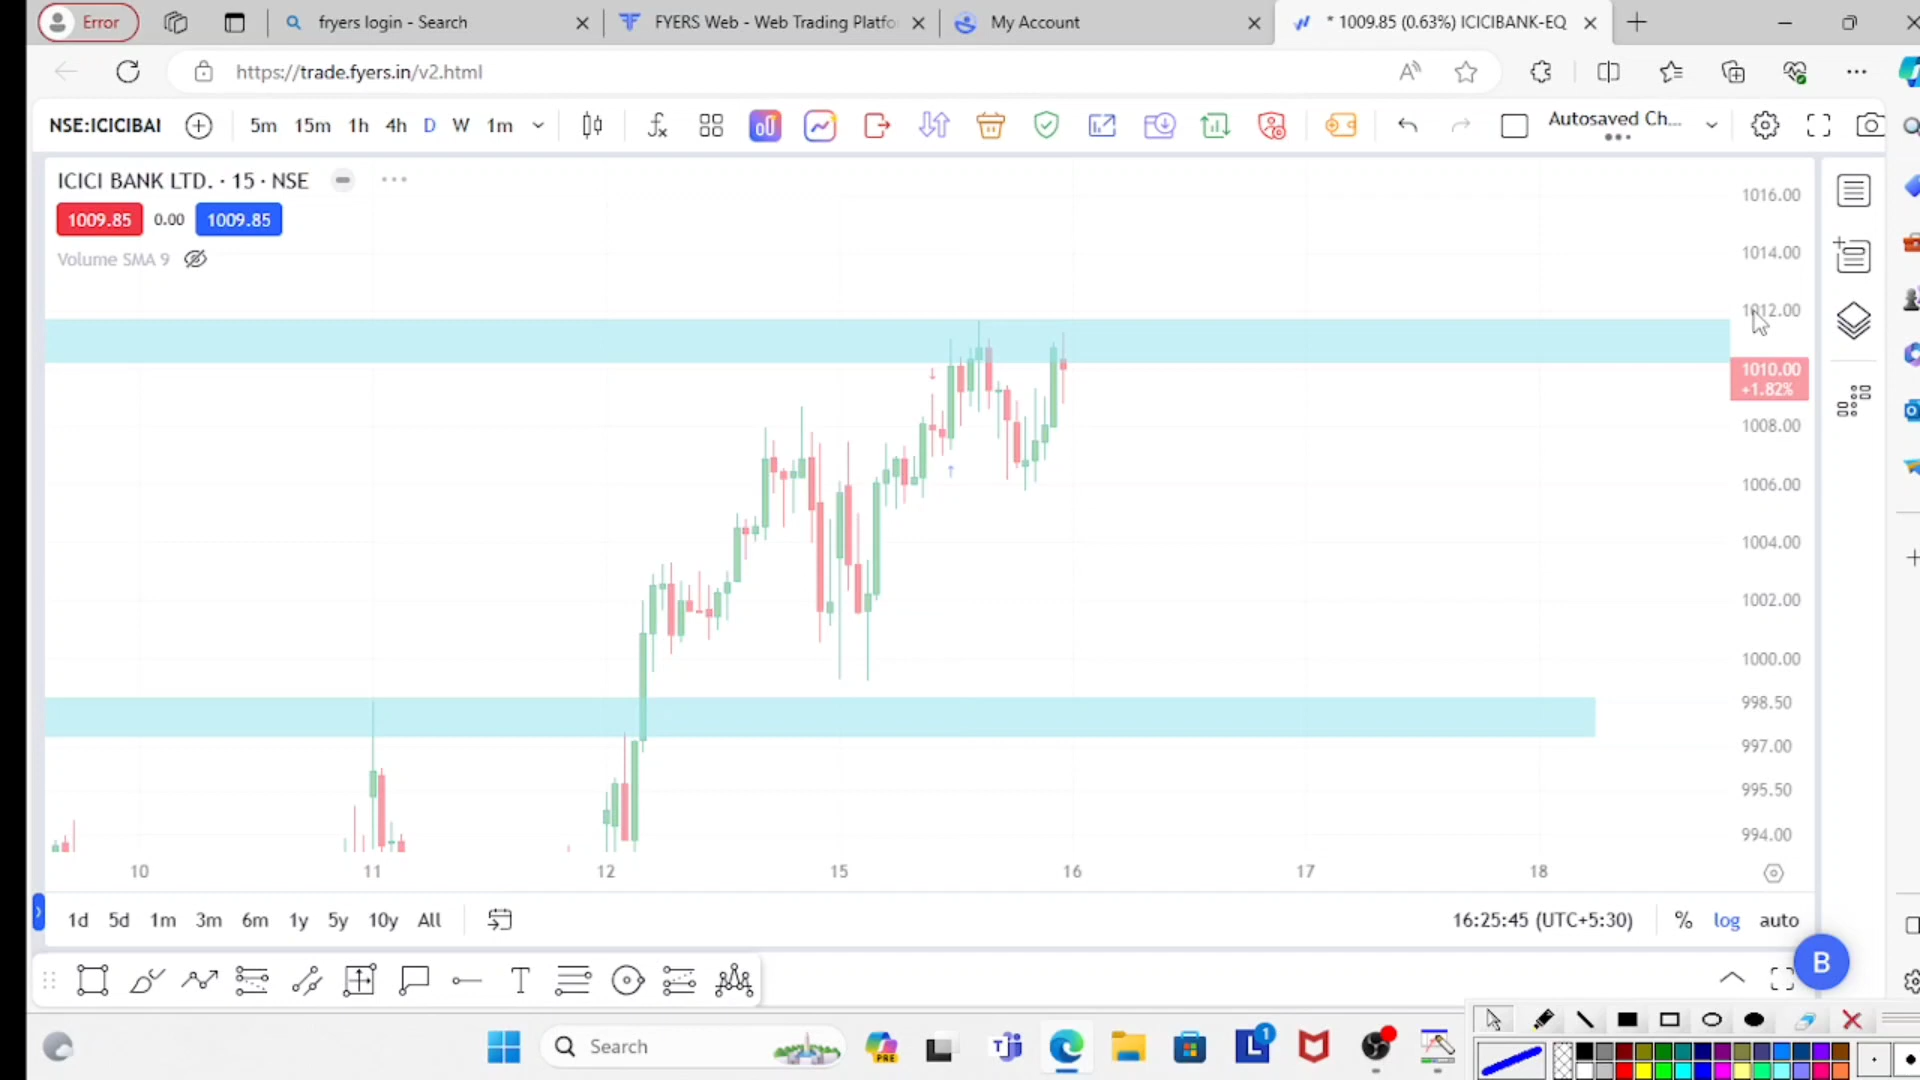 Error
fryers login - Search
FYERS Web - Web Trading Platfo
My Account
* 1009.85 (0.63%) ICICIBANK-EQ
https://trade.fyers.in/v2.html
NSE:ICICIBAI
5m 15m 1h 4h D W 1m
Autosaved Ch...
ICICI BANK LTD. · 15 · NSE
1009.85 0.00 1009.85
Volume SMA 9
1016.00
1014.00
1012.00
1010.00
+1.82%
1008.00
1006.00
1004.00
1002.00
1000.00
998.50
997.00
995.50
994.00
10 11 12 15 16 17 18
1d 5d 1m 3m 6m 1y 5y 10y All
16:25:45 (UTC+5:30) % log auto
B
Search
PRE
1